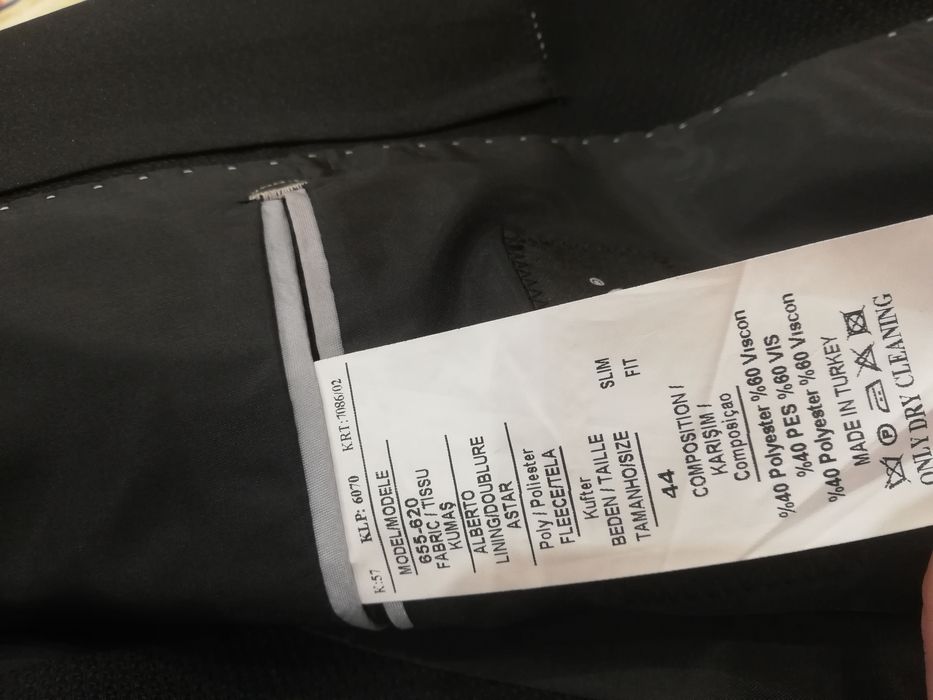 K:57 KLP: 6070 KRT:7086/02
MODEL/MODELE
655-620
FABRIC / TISSU
KUMAŞ
ALBERTO
LINING/DOUBLURE
ASTAR
Poly / Poliester
FLEECE/TELA
Kufter
BEDEN / TAILLE SLIM
TAMANHO/SIZE FIT
44
COMPOSITION /
KARIŞIM /
Composiçao
%40 Polyester %60 Viscon
%40 PES %60 VIS
%40 Polyester %60 Viscon
MADE IN TURKEY
P
ONLY DRY CLEANING